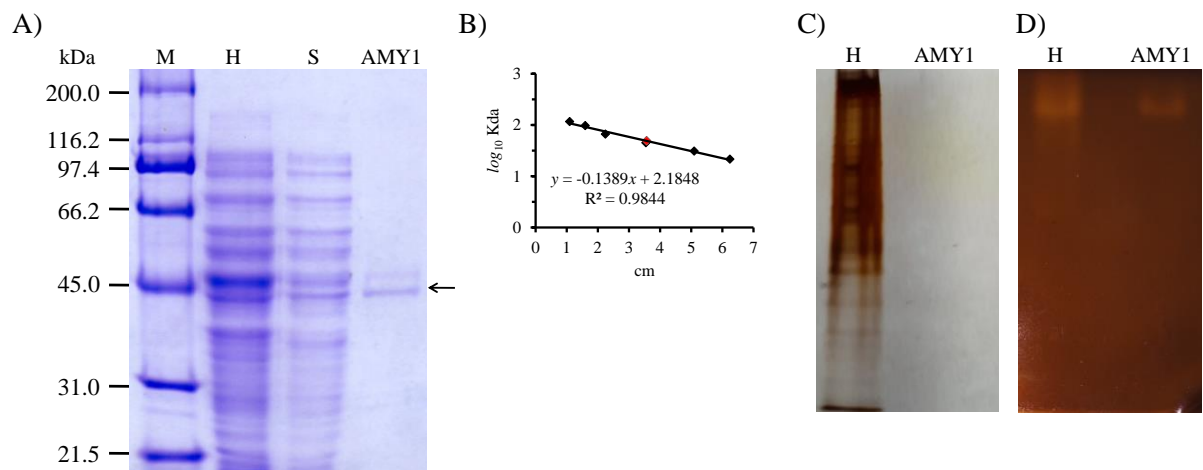 A)
kDa
M H S AMY1
200.0
116.2
97.4
66.2
45.0
31.0
21.5
B)
3
2
1
0
log10 Kda
y = -0.1389x + 2.1848
R² = 0.9844
0 1 2 3 4 5 6 7
cm
C)
H AMY1
D)
H AMY1